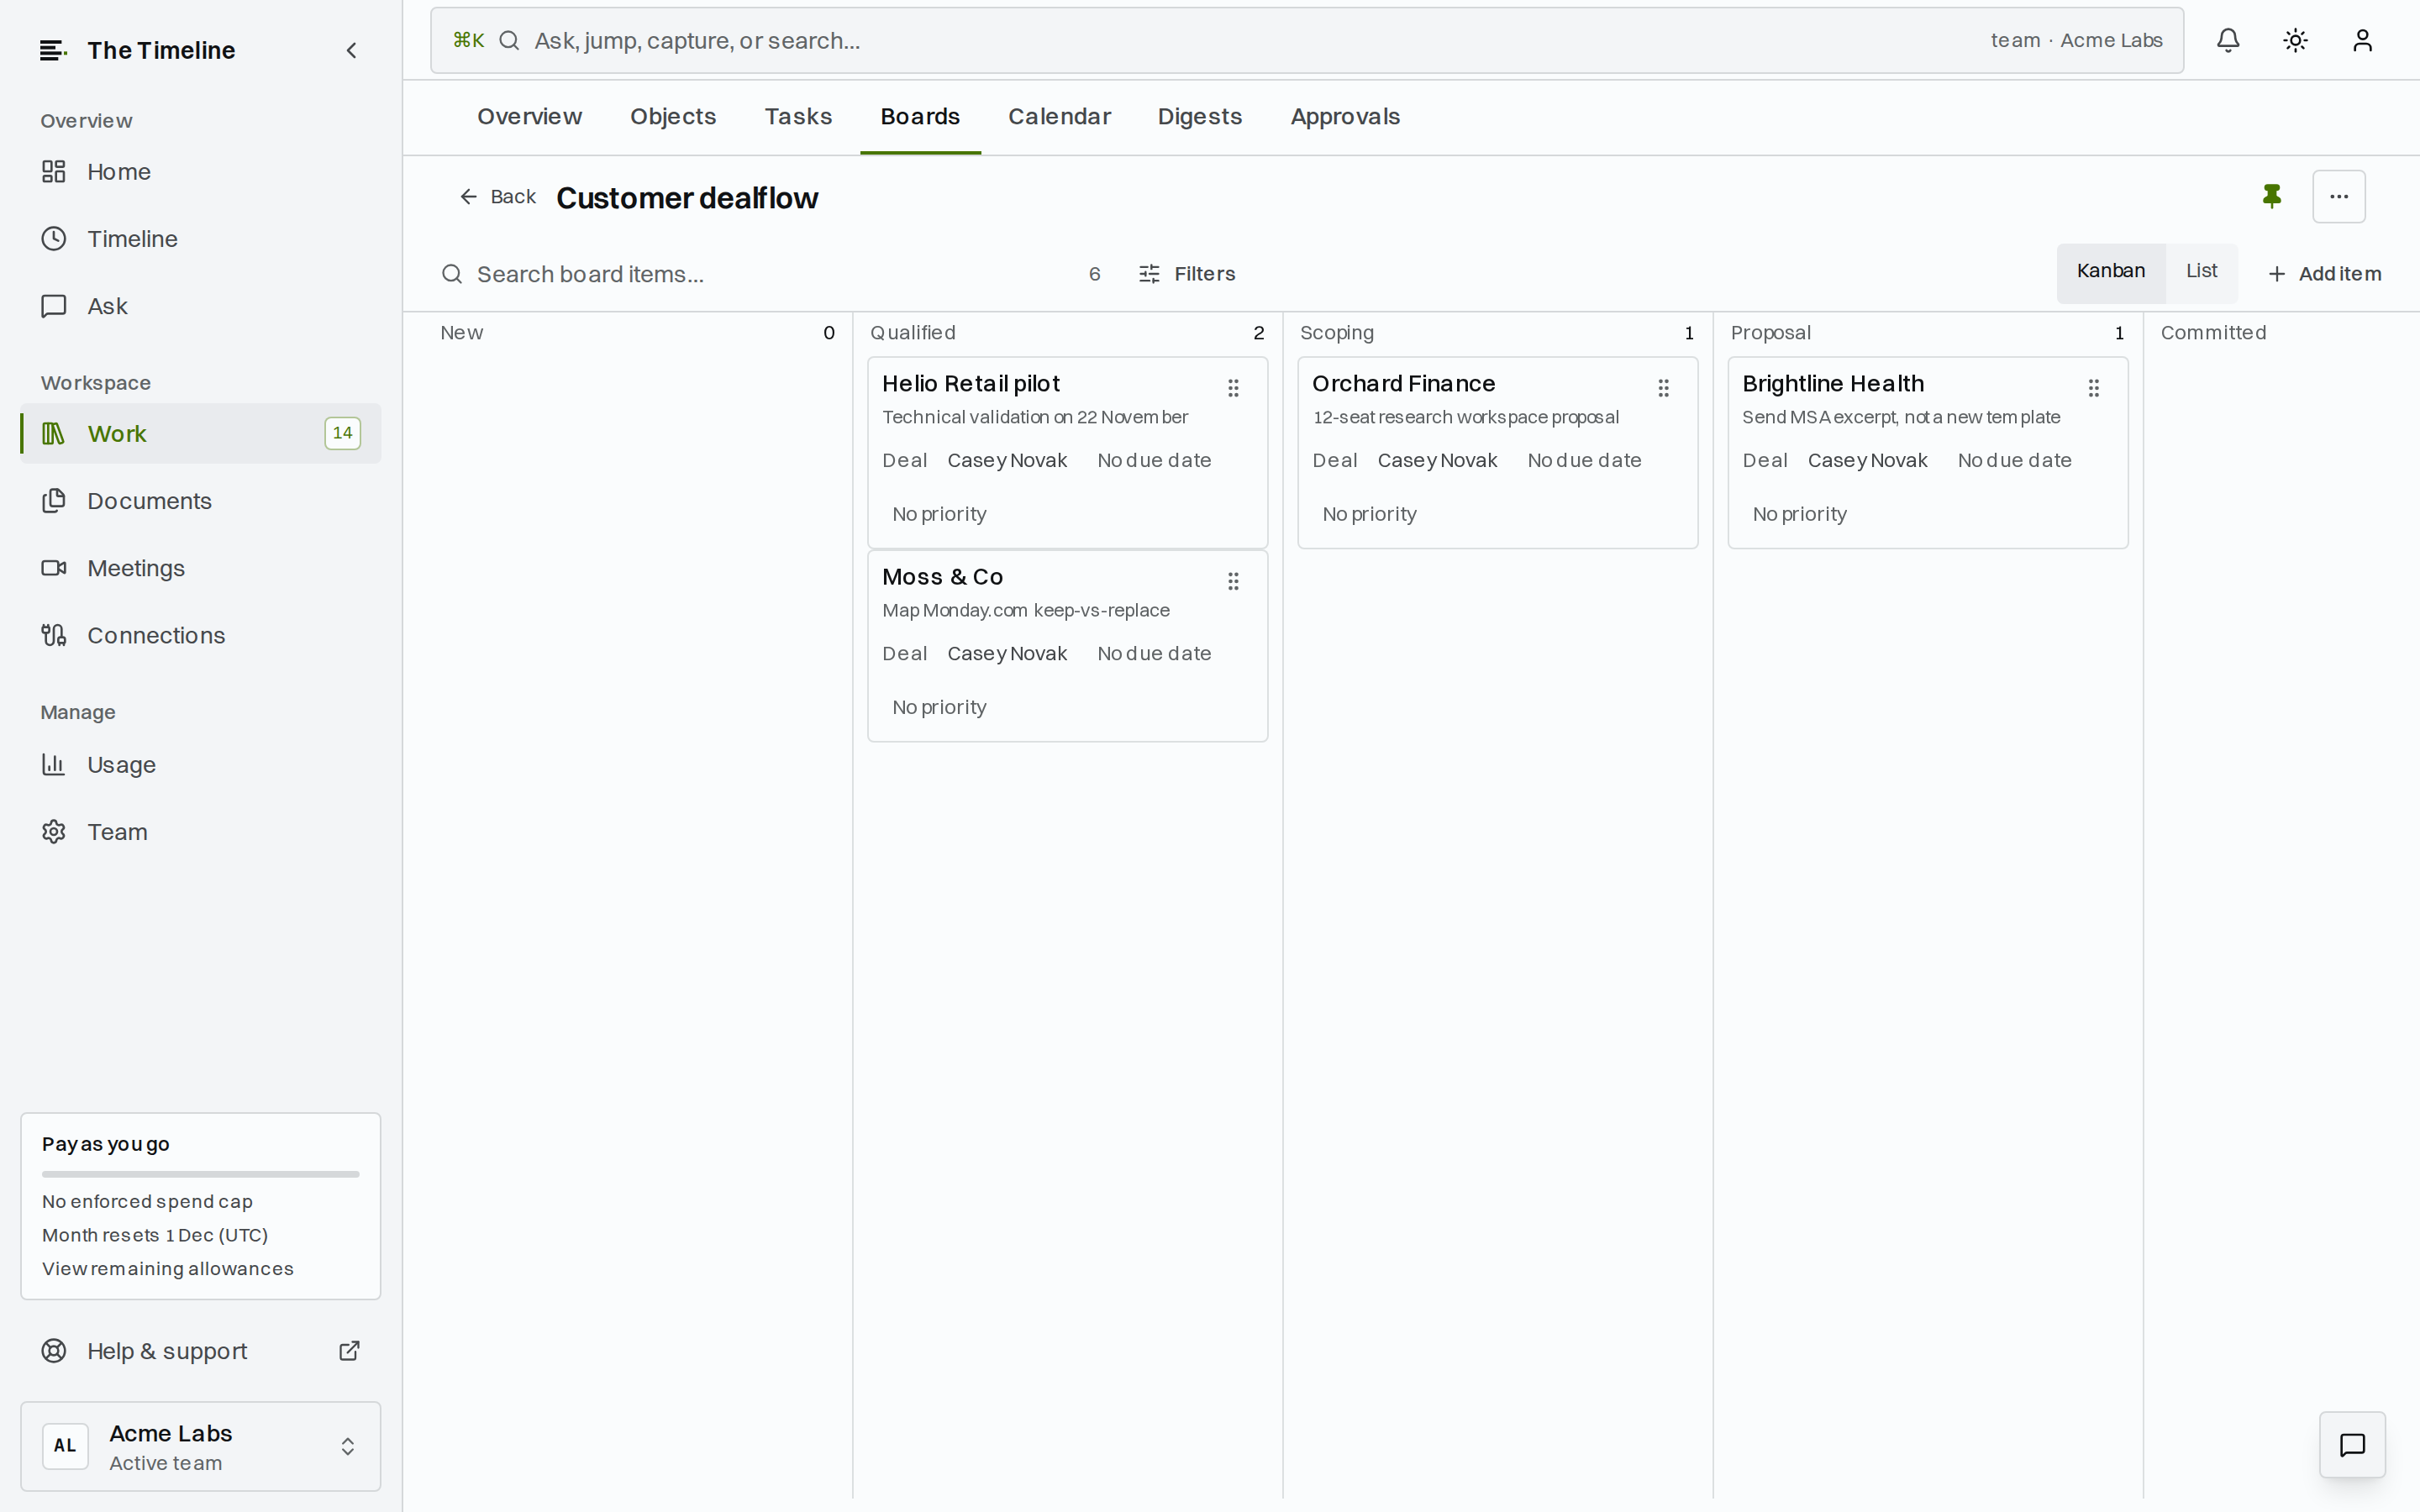 The Timeline
Overview
Home
Timeline
Ask
Workspace
Work 14
Documents
Meetings
Connections
Manage
Usage
Team
Pay as you go
No enforced spend cap
Month resets 1 Dec (UTC)
View remaining allowances
Help & support
AL
Acme Labs
Active team
⌘K Ask, jump, capture, or search... team · Acme Labs
Overview Objects Tasks Boards Calendar Digests Approvals
Back Customer dealflow
Search board items... 6 Filters Kanban List Add item
New 0
Qualified 2
Helio Retail pilot
Technical validation on 22 November
Deal Casey Novak No due date
No priority
Moss & Co
Map Monday.com keep-vs-replace
Deal Casey Novak No due date
No priority
Scoping 1
Orchard Finance
12-seat research workspace proposal
Deal Casey Novak No due date
No priority
Proposal 1
Brightline Health
Send MSA excerpt, not a new template
Deal Casey Novak No due date
No priority
Committed